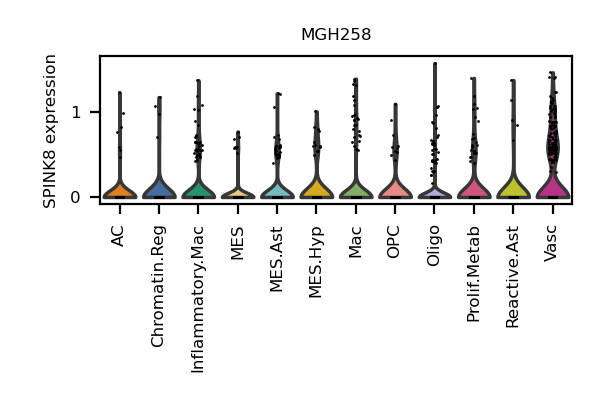 MGH258
SPINK8 expression
1
0
AC
Chromatin.Reg
Inflammatory.Mac
MES
MES.Ast
MES.Hyp
Mac
OPC
Oligo
Prolif.Metab
Reactive.Ast
Vasc